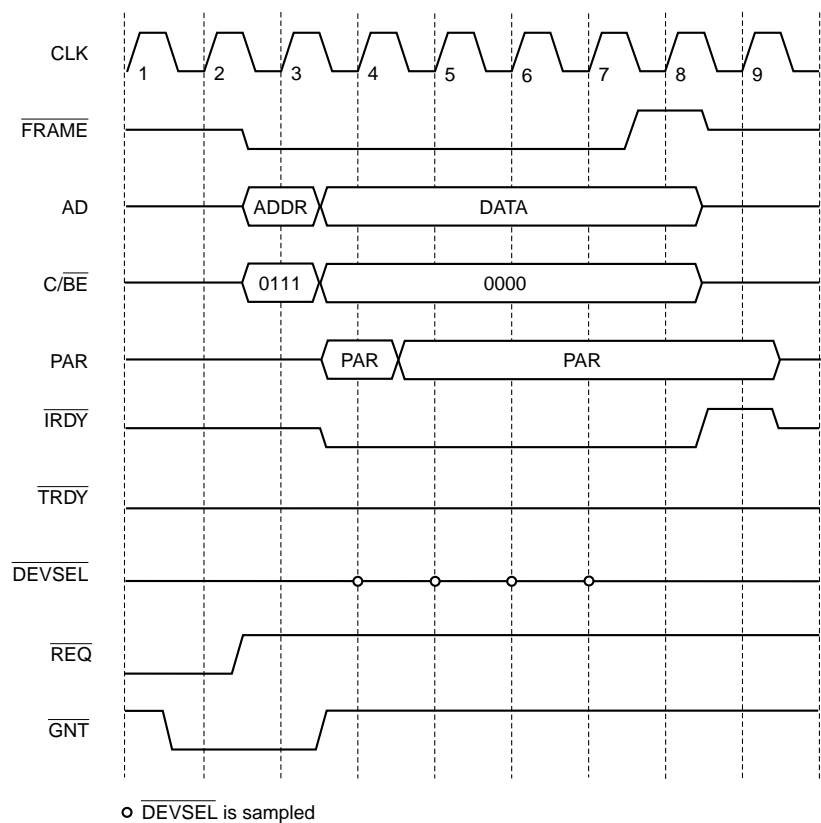 CLK
1 2 3 4 5 6 7 8 9
FRAME
AD
ADDR DATA
C/BE
0111 0000
PAR
PAR PAR
IRDY
TRDY
DEVSEL
REQ
GNT
DEVSEL is sampled